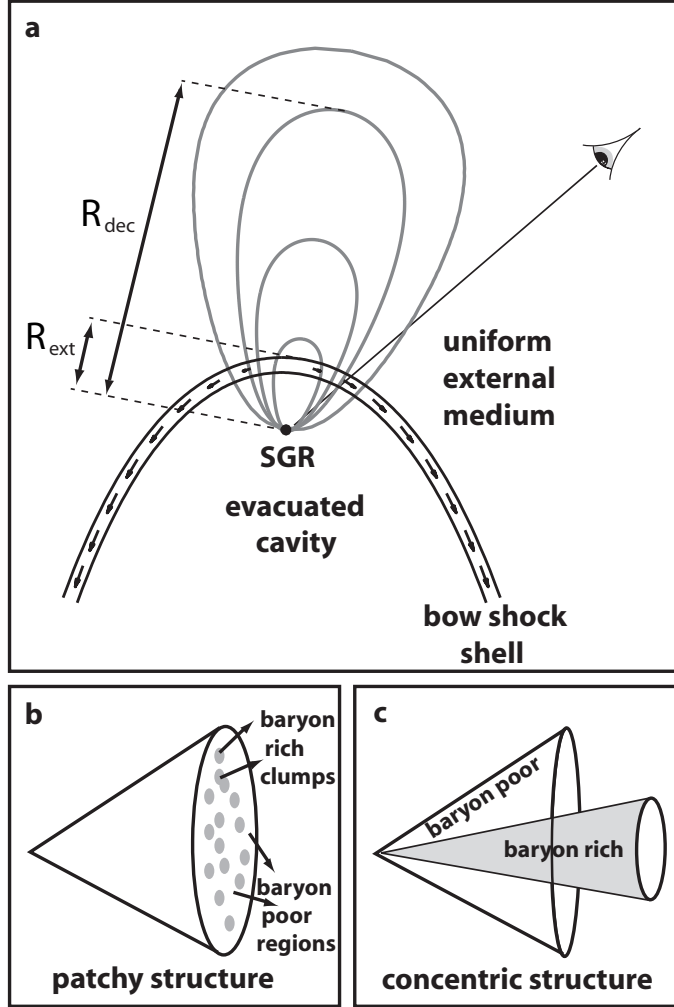 a
R_dec
R_ext
uniform
external
medium
SGR
evacuated
cavity
bow shock
shell
b
baryon
rich
clumps
baryon
poor
regions
patchy structure
c
baryon poor
baryon rich
concentric structure